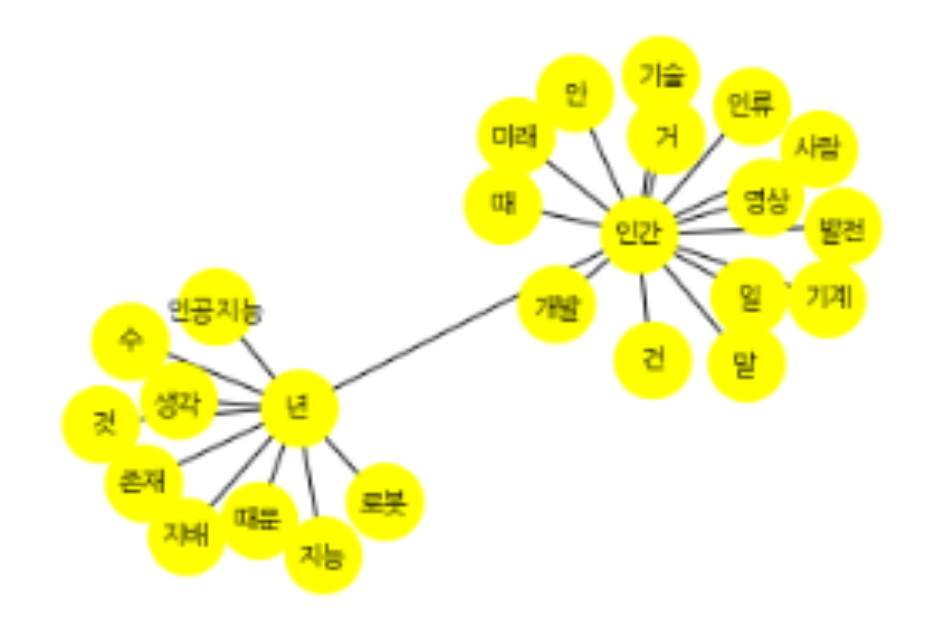 기술
안
인류
미래
거
사람
때
영상
인간
발전
개발
일
기계
건
말
인공지능
수
생각
년
것
존재
지배
때문
로봇
지능